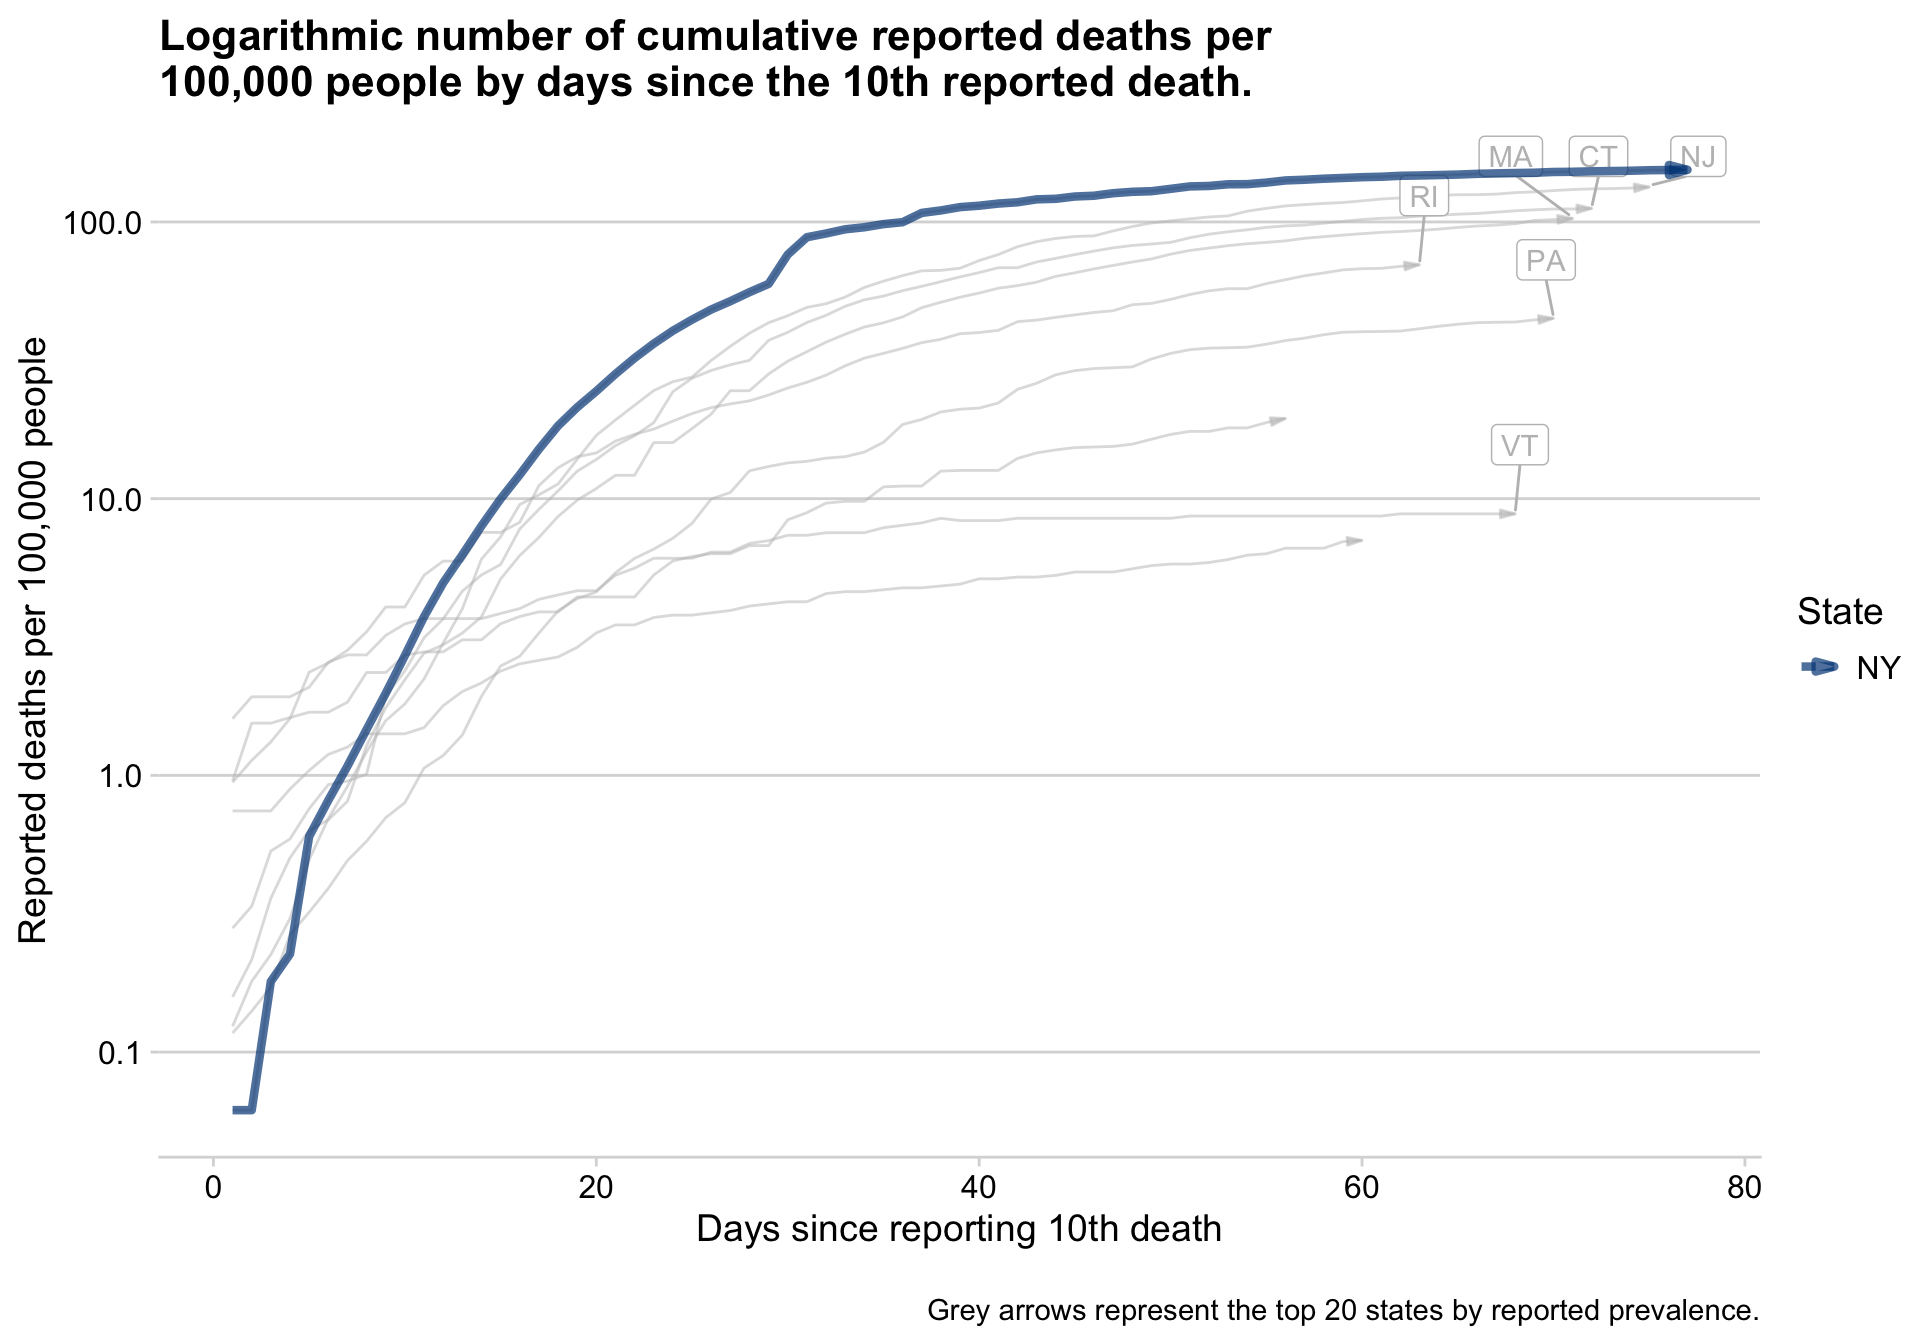 Logarithmic number of cumulative reported deaths per
100,000 people by days since the 10th reported death.
MA
CT
NJ
RI
100.0
PA
Reported deaths per 100,000 people
VT
10.0
State
NY
1.0
0.1
0
20
40
60
80
Days since reporting 10th death
Grey arrows represent the top 20 states by reported prevalence.